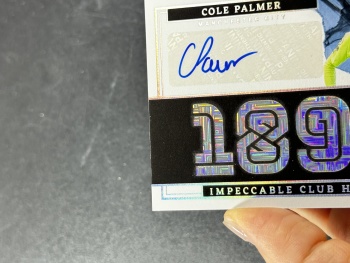 COLE PALMER
189
IMPECCABLE CLUB H